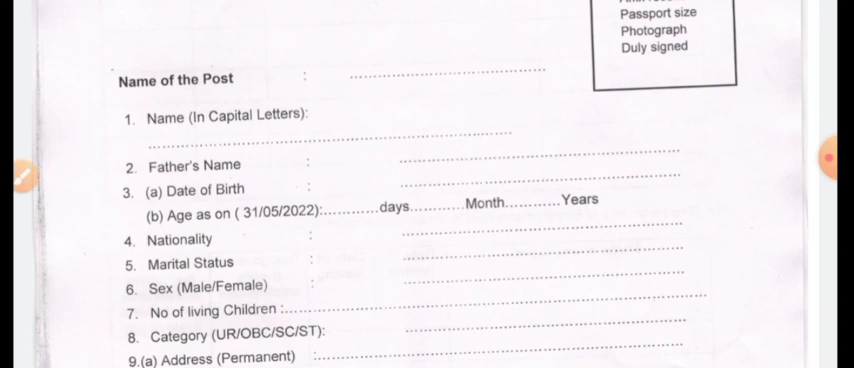 Passport size
Photograph
Duly signed
Name of the Post : ......................................................
1. Name (In Capital Letters):
..........................................................................................
2. Father's Name : ......................................................................
3. (a) Date of Birth : ......................................................................
(b) Age as on ( 31/05/2022):............days............Month............Years
4. Nationality : ......................................................................
5. Marital Status : ......................................................................
6. Sex (Male/Female) : ......................................................................
7. No of living Children :..........................................................................................
8. Category (UR/OBC/SC/ST): ......................................................................
9.(a) Address (Permanent) :..........................................................................................